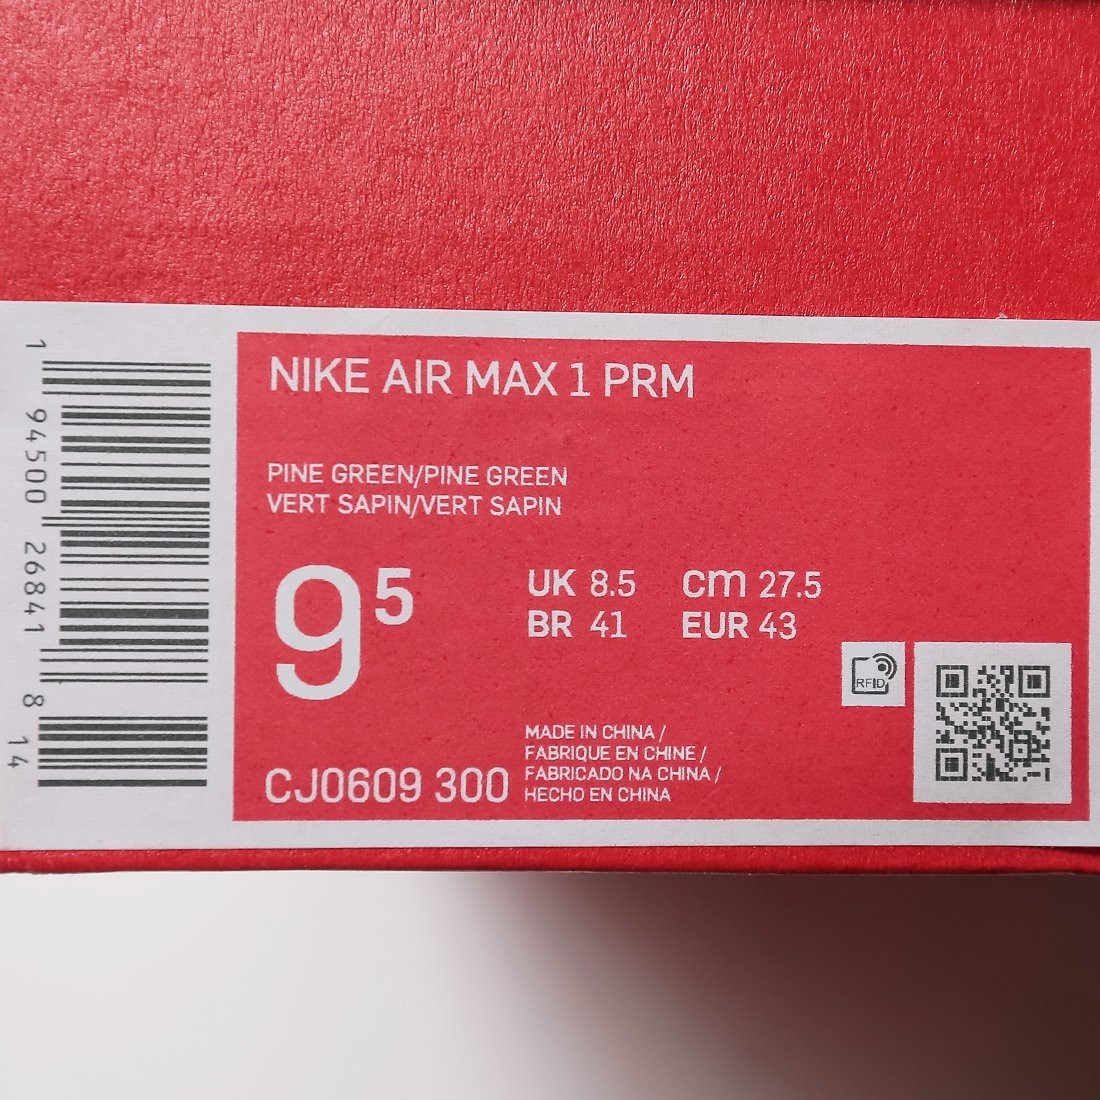 NIKE AIR MAX 1 PRM
PINE GREEN/PINE GREEN
VERT SAPIN/VERT SAPIN
9⁵
UK 8.5 cm 27.5
BR 41 EUR 43
RFID
MADE IN CHINA /
FABRIQUE EN CHINE /
FABRICADO NA CHINA /
HECHO EN CHINA
CJ0609 300
1 94500 26841 8 14